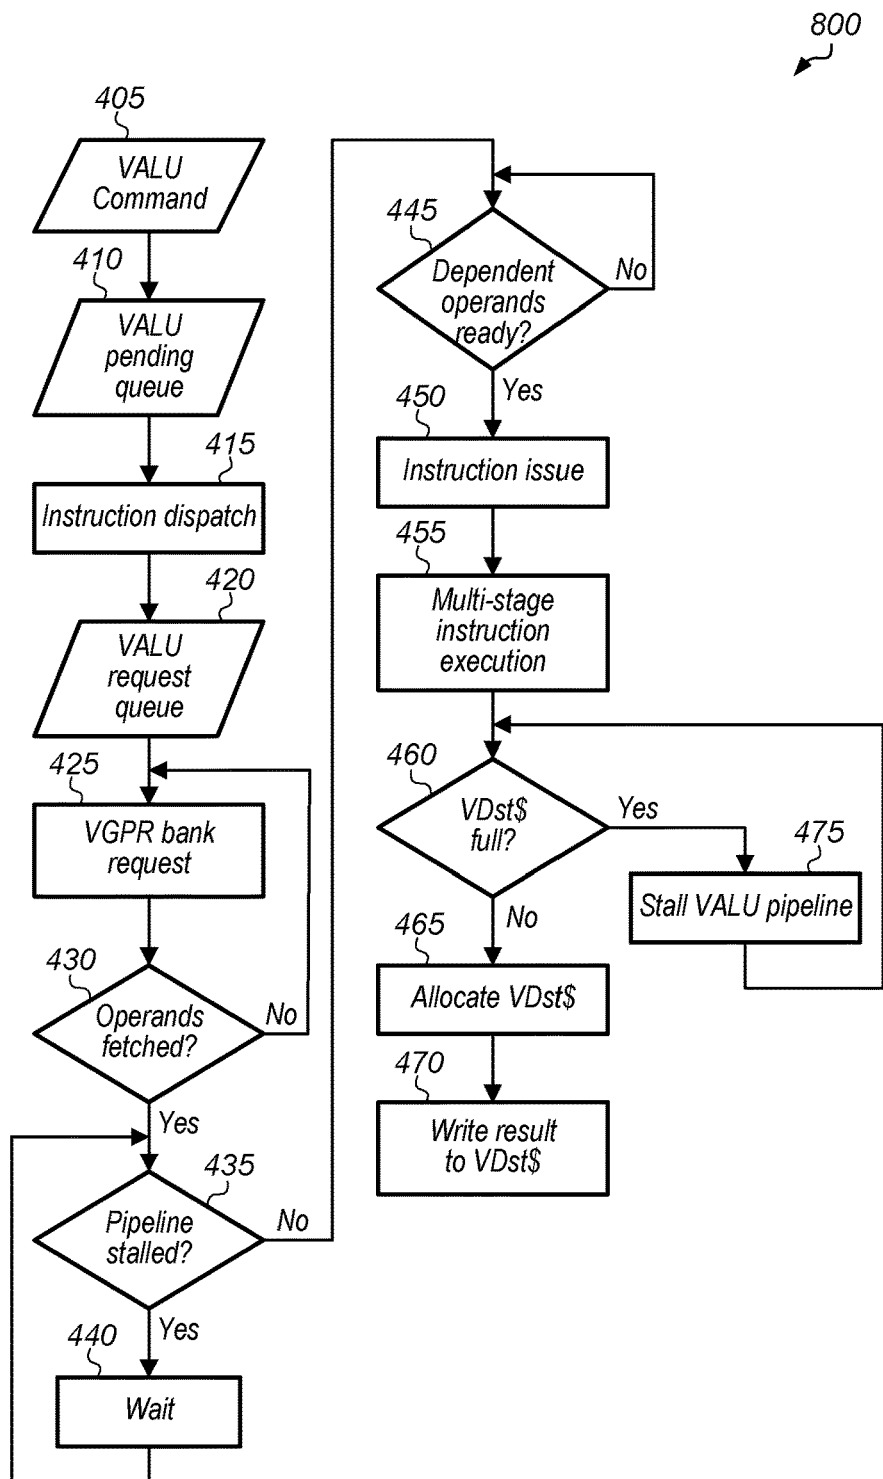 800
405
VALU
Command
410
VALU
pending
queue
415
Instruction dispatch
420
VALU
request
queue
425
VGPR bank
request
430
Operands
fetched?
No
Yes
435
Pipeline
stalled?
No
Yes
440
Wait
445
Dependent
operands
ready?
No
Yes
450
Instruction issue
455
Multi-stage
instruction
execution
460
VDst$
full?
Yes
475
Stall VALU pipeline
No
465
Allocate VDst$
470
Write result
to VDst$